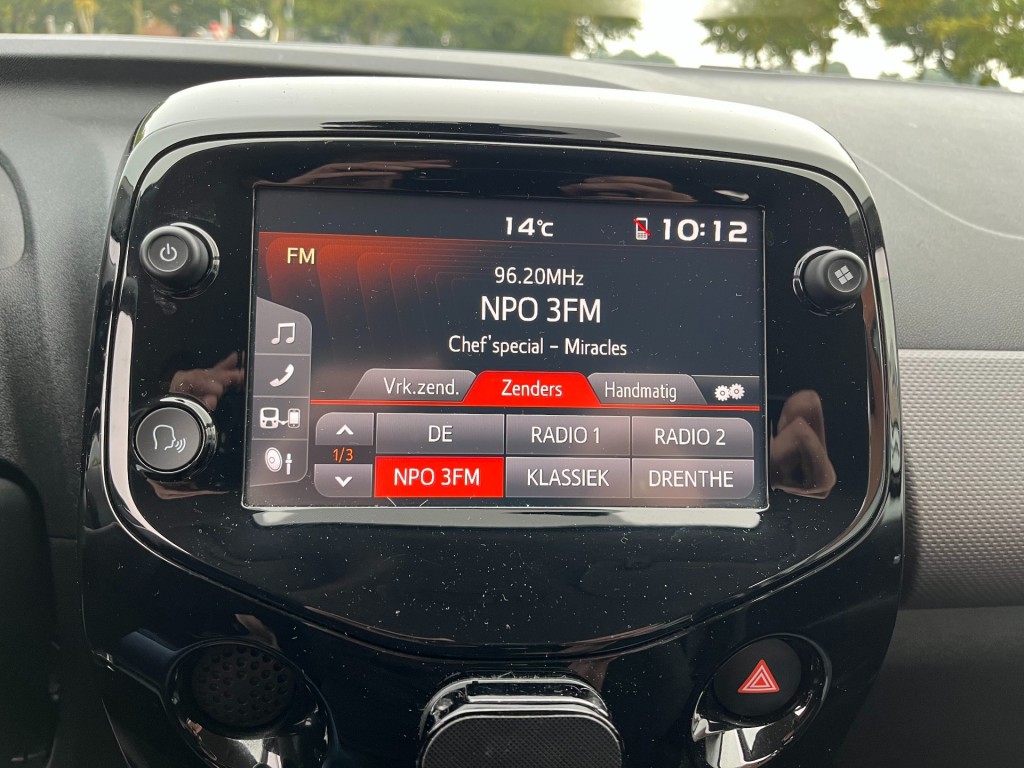 14°C
10:12
FM
96.20MHz
NPO 3FM
Chef'special - Miracles
Vrk.zend. Zenders Handmatig
1/3
DE RADIO 1 RADIO 2
NPO 3FM KLASSIEK DRENTHE